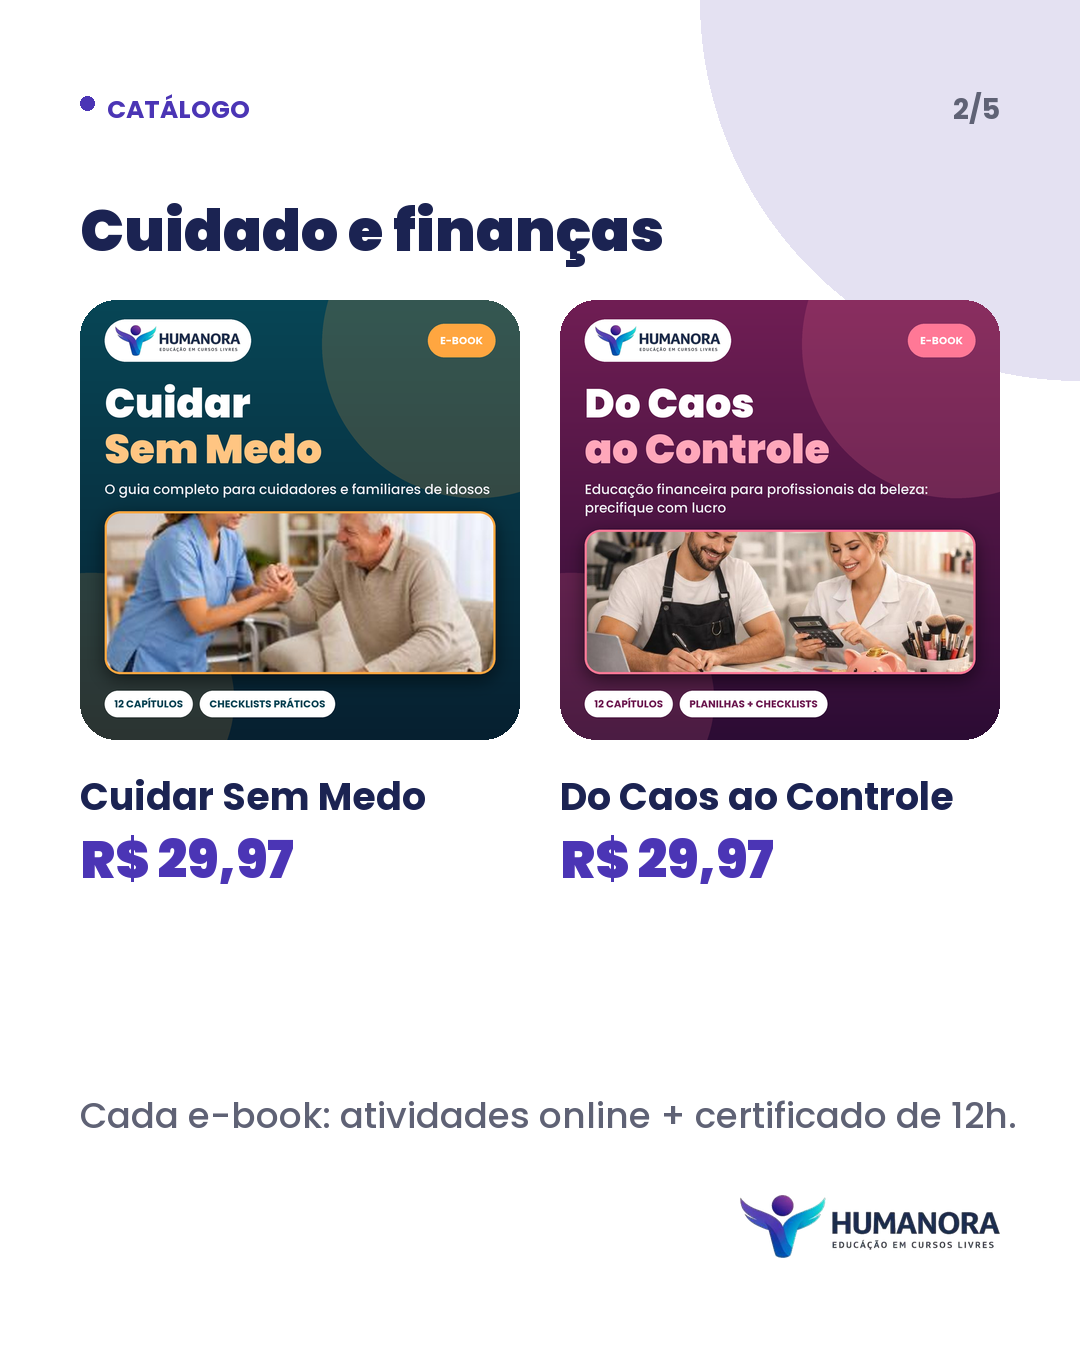 CATÁLOGO
2/5
Cuidado e finanças
HUMANORA
EDUCAÇÃO EM CURSOS LIVRES
E-BOOK
Cuidar
Sem Medo
O guia completo para cuidadores e familiares de idosos
12 CAPÍTULOS
CHECKLISTS PRÁTICOS
HUMANORA
EDUCAÇÃO EM CURSOS LIVRES
E-BOOK
Do Caos
ao Controle
Educação financeira para profissionais da beleza:
precifique com lucro
12 CAPÍTULOS
PLANILHAS + CHECKLISTS
Cuidar Sem Medo
R$ 29,97
Do Caos ao Controle
R$ 29,97
Cada e-book: atividades online + certificado de 12h.
HUMANORA
EDUCÁÇÃO EM CURSOS LIVRES